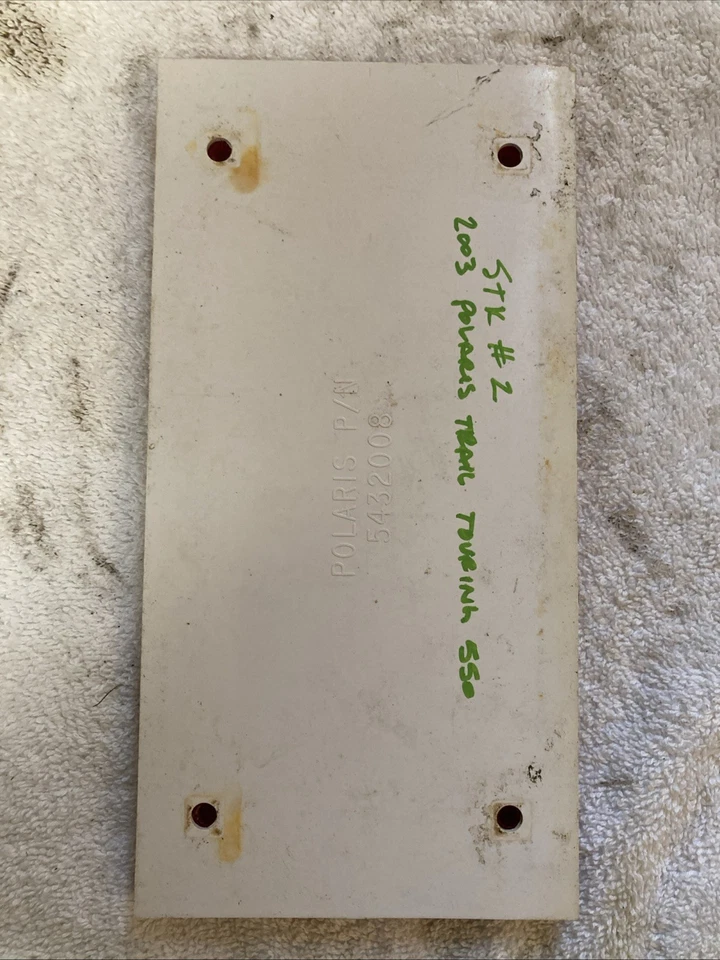 STK # 2
2003 POLARIS TRAIL TOURING 550
POLARIS P/N
5432008